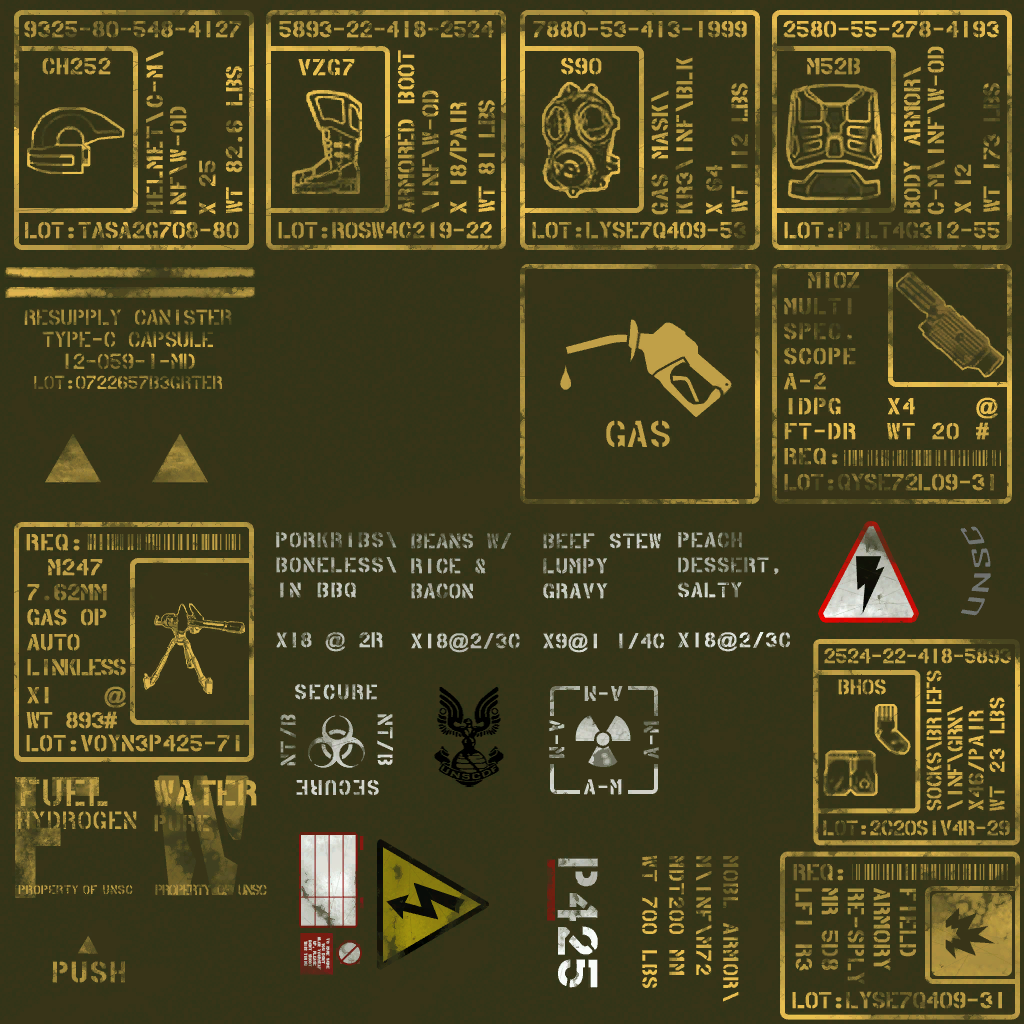 9325-80-548-4127
CH252
HELMET\C-M\
INF\W-OD
X 25
WT 82.6 LBS
LOT:TASA2G708-80
5893-22-418-2524
VZG7
ARMORED BOOT
\INF\W-OD
X 18/PAIR
WT 81 LBS
LOT:ROSW4C219-22
7880-53-413-1999
S90
GAS MASK\
KR3\INF\BLK
X 64
WT 112 LBS
LOT:LYSE7Q409-53
2580-55-278-4193
M52B
BODY ARMOR\
C-M\INF\W-OD
X 12
WT 173 LBS
LOT:PILT4G312-55
RESUPPLY CANISTER
TYPE-C CAPSULE
12-059-1-MD
LOT:0722657B3GRTER
GAS
MIOZ
MULTI
SPEC.
SCOPE
A-2
IDPG X4 @
FT-DR WT 20 #
REQ:
LOT:QYSE72L09-31
REQ:
M247
7.62MM
GAS OP
AUTO
LINKLESS
X1 @
WT 893#
LOT:VOYN3P425-71
PORKRIBS\
BONELESS\
IN BBQ
X18 @ 2R
BEANS W/
RICE &
BACON
X18@2/3C
BEEF STEW
LUMPY
GRAVY
X9@1 1/4C
PEACH
DESSERT,
SALTY
X18@2/3C
UNSC
SECURE
NT/B
NT/B
SECURE
UNSCDF
N-V
A-N
N-V
A-M
2524-22-418-5893
BHOS
SOCKS\BRIEFS
\INF\GRN\
X46/PAIR
WT 23 LBS
LOT:2C20SIV4R-29
FUEL
HYDROGEN
F
PROPERTY OF UNSC
WATER
PURE
W
PROPERTY OF UNSC
PUSH
P425
MOBL ARMOR\
M\INF\M72
MDT200 MM
WT 700 LBS
REQ:
FIELD
ARMORY
RE-SPLY
MR 5D8
LF1 R3
LOT:LYSE7Q409-31